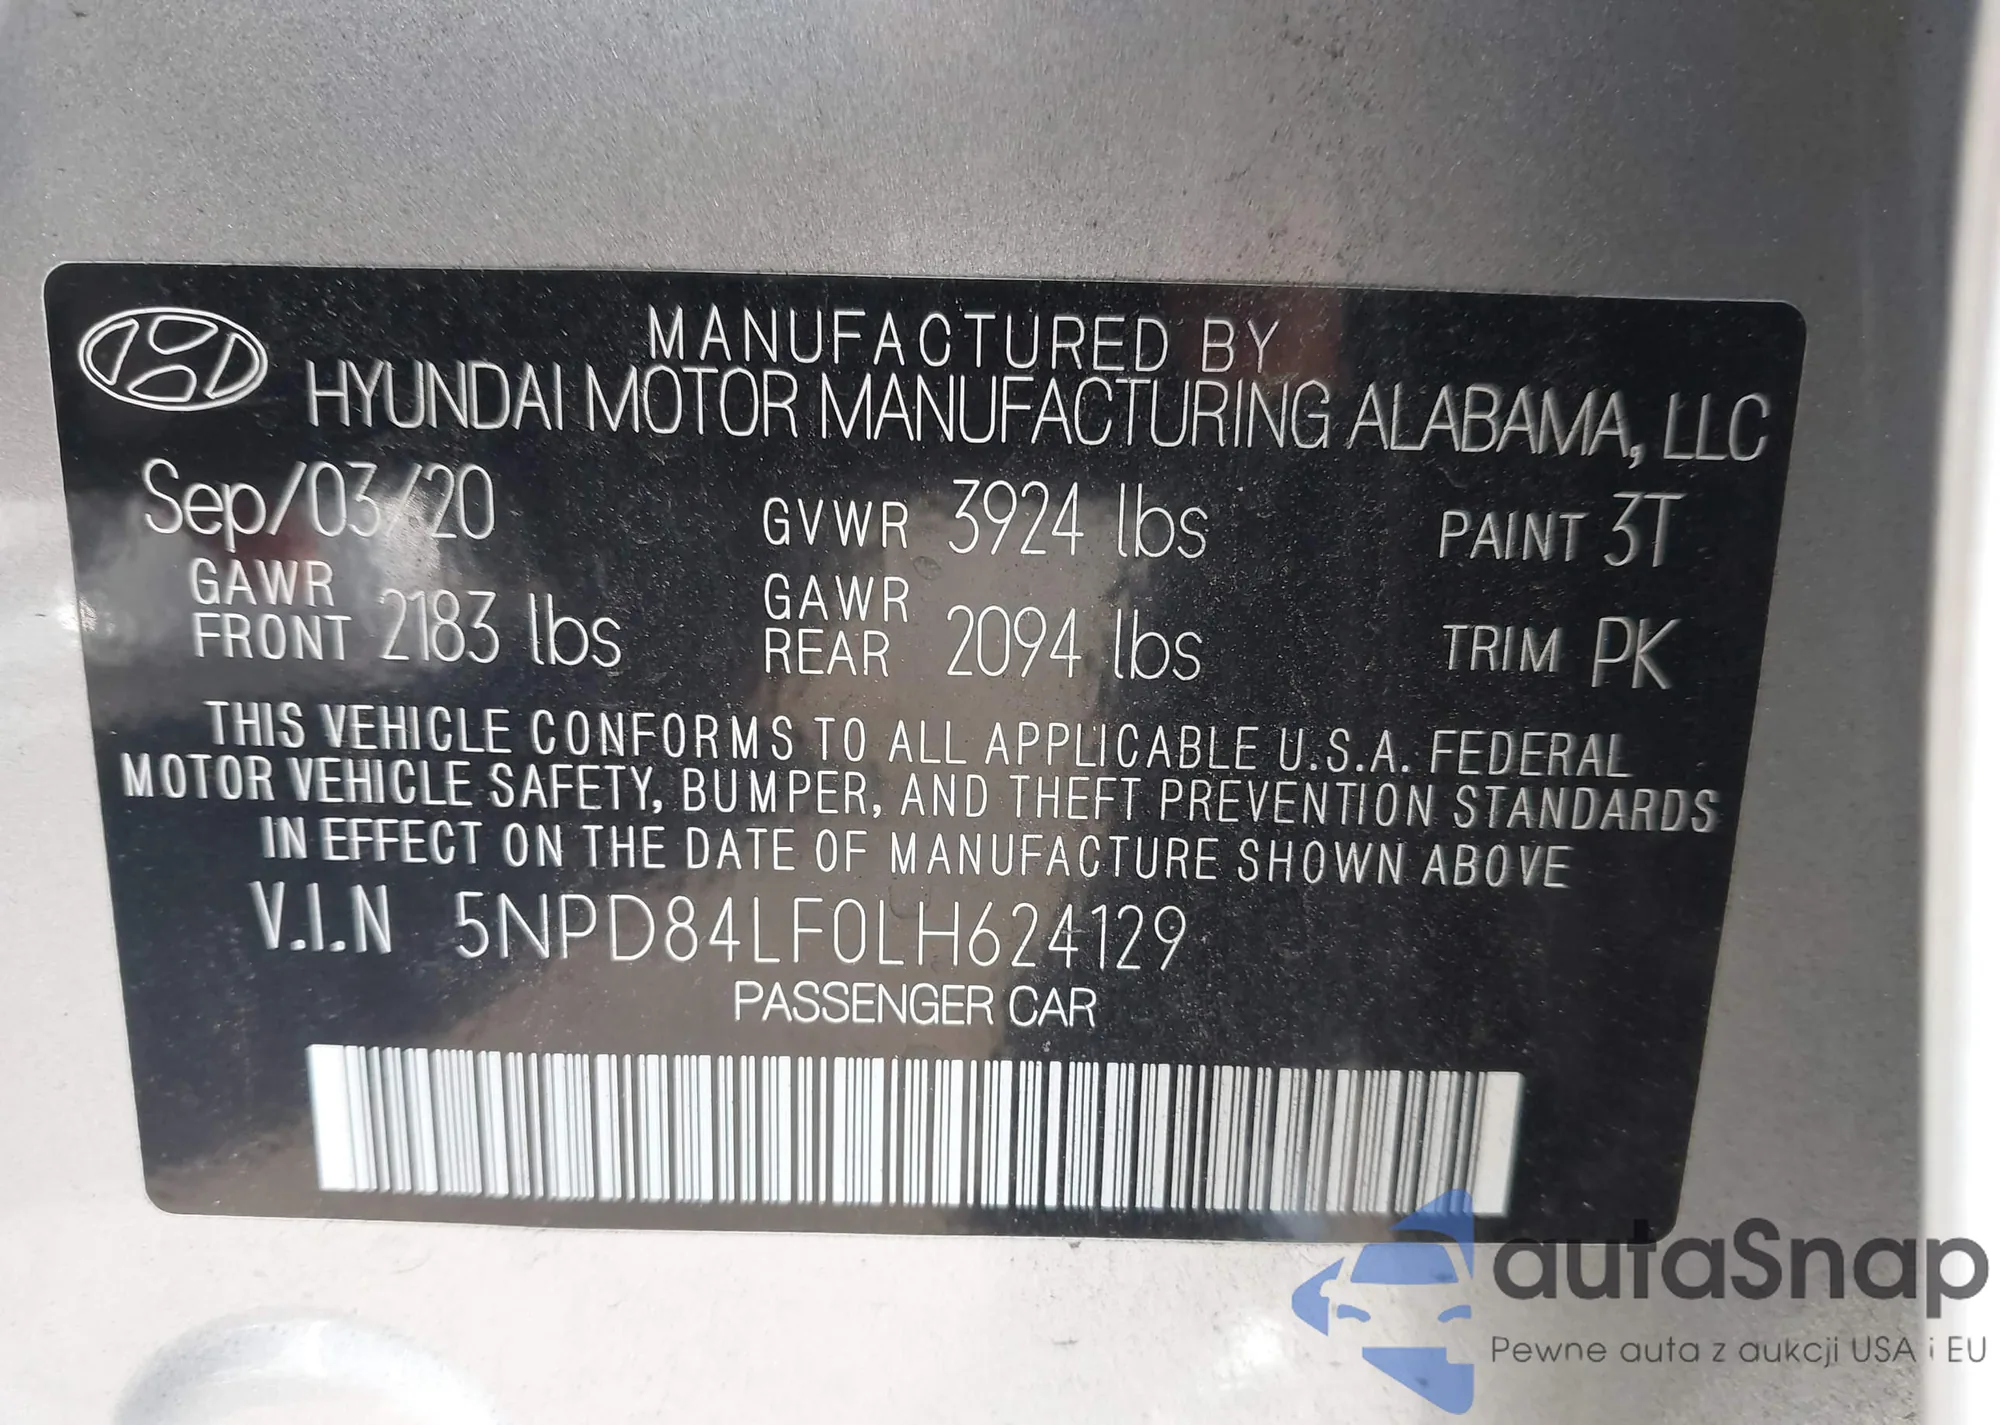 MANUFACTURED BY
HYUNDAI MOTOR MANUFACTURING ALABAMA, LLC
Sep/03/20 GVWR 3924 lbs PAINT 3T
GAWR FRONT 2183 lbs GAWR REAR 2094 lbs TRIM PK
THIS VEHICLE CONFORMS TO ALL APPLICABLE U.S.A. FEDERAL
MOTOR VEHICLE SAFETY, BUMPER, AND THEFT PREVENTION STANDARDS
IN EFFECT ON THE DATE OF MANUFACTURE SHOWN ABOVE
V.I.N 5NPD84LF0LH624129
PASSENGER CAR
autaSnap
Pewne auta z aukcji USA i EU